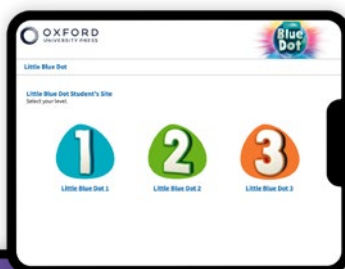 OXFORD
UNIVERSITY PRESS
Blue
Dot
Little Blue Dot
Little Blue Dot Student's Site
Select your level.
1
2
3
Little Blue Dot 1
Little Blue Dot 2
Little Blue Dot 3